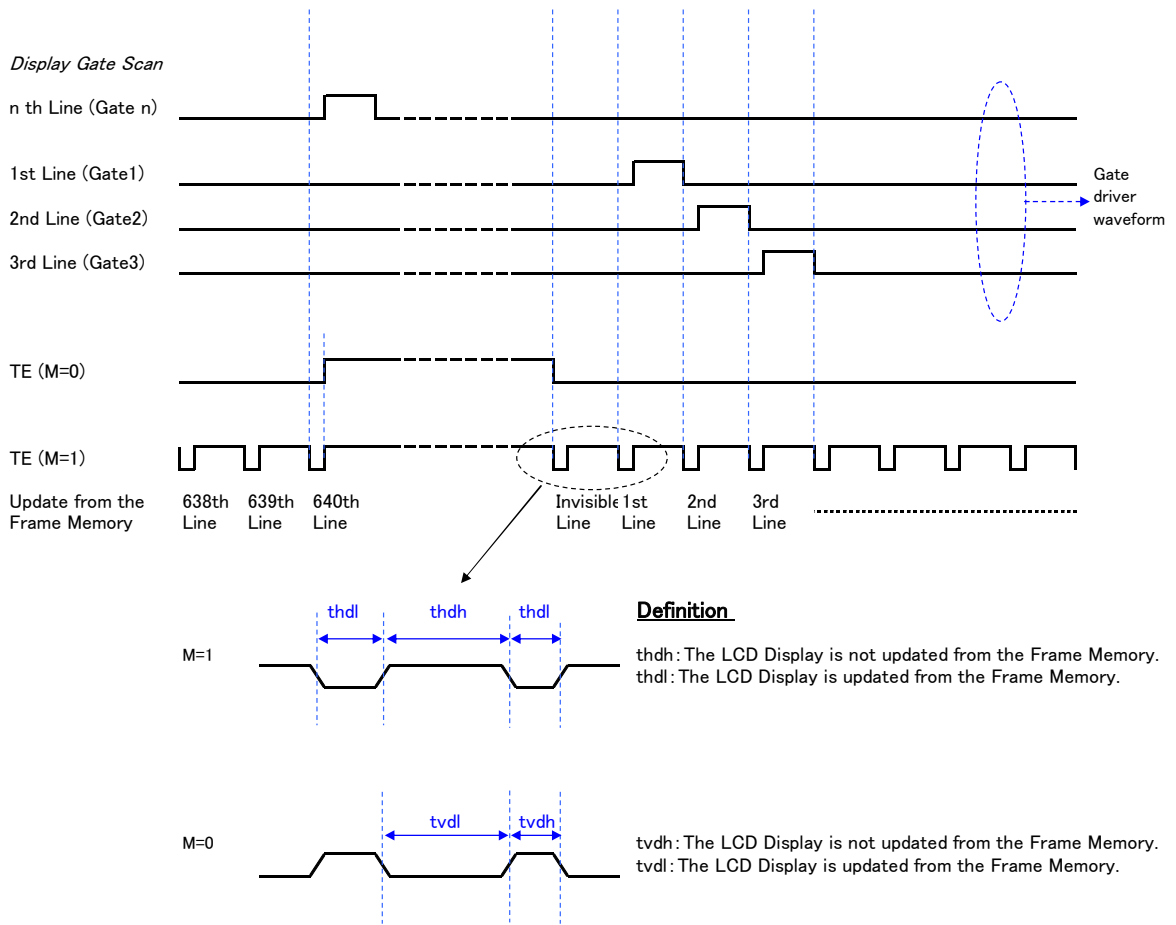 Display Gate Scan
n th Line (Gate n)
1st Line (Gate1)
2nd Line (Gate2)
3rd Line (Gate3)
Gate
driver
waveform
TE (M=0)
TE (M=1)
Update from the
Frame Memory
638th
Line
639th
Line
640th
Line
Invisible
Line
1st
Line
2nd
Line
3rd
Line
thdl
thdh
thdl
Definition
M=1
thdh: The LCD Display is not updated from the Frame Memory.
thdl: The LCD Display is updated from the Frame Memory.
tvdl
tvdh
M=0
tvdh: The LCD Display is not updated from the Frame Memory.
tvdl: The LCD Display is updated from the Frame Memory.